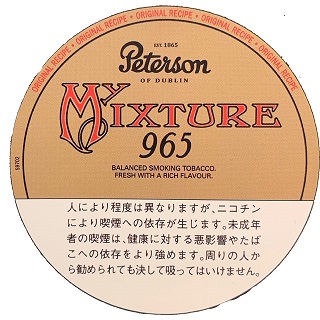 ORIGINAL RECIPE • ORIGINAL RECIPE • ORIGINAL RECIPE • ORIGINAL RECIPE
EST. 1865
Peterson
OF DUBLIN
MY MIXTURE
965
BALANCED SMOKING TOBACCO.
FRESH WITH A RICH FLAVOUR.
人により程度は異なりますが、ニコチン
により喫煙への依存が生じます。未成年
者の喫煙は、健康に対する悪影響やたば
こへの依存をより強めます。周りの人か
ら勧められても決して吸ってはいけません。